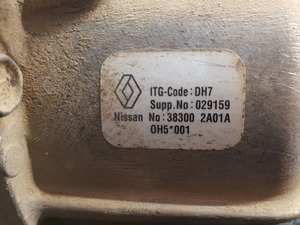 ITG-Code:DH7
Supp.No:029159
Nissan No:38300 2A01A
OH5*001